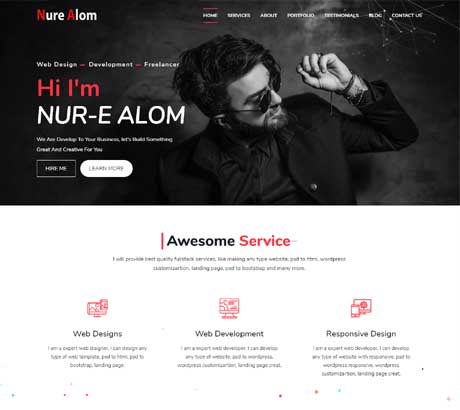 Nure Alom
HOME SERVICES ABOUT PORTFOLIO TESTIMONIALS BLOG CONTACT US
Web Design — Development — Freelancer
Hi I'm
NUR-E ALOM
We Are Develop To Your Business, let's Build Something
Great And Creative For You
HIRE ME LEARN MORE
Awesome Service
I will provide best quality fullstack services, like making any type website, psd to html, wordpress
customizartion, landing page, psd to bootstap and many more.
Web Designs Web Development Responsive Design
I am a expert web disigner, I can design any
type of web template, psd to html, psd to
bootstap, landing page.
I am a expert web developer, I can develop
any type of website, psd to wordpress,
wordpress customizartion, landing page creat.
I am a expert web developer, I can develop
any type of website with responsive, psd to
wordpress responsive, wordpress
customizartion, landing page creat.